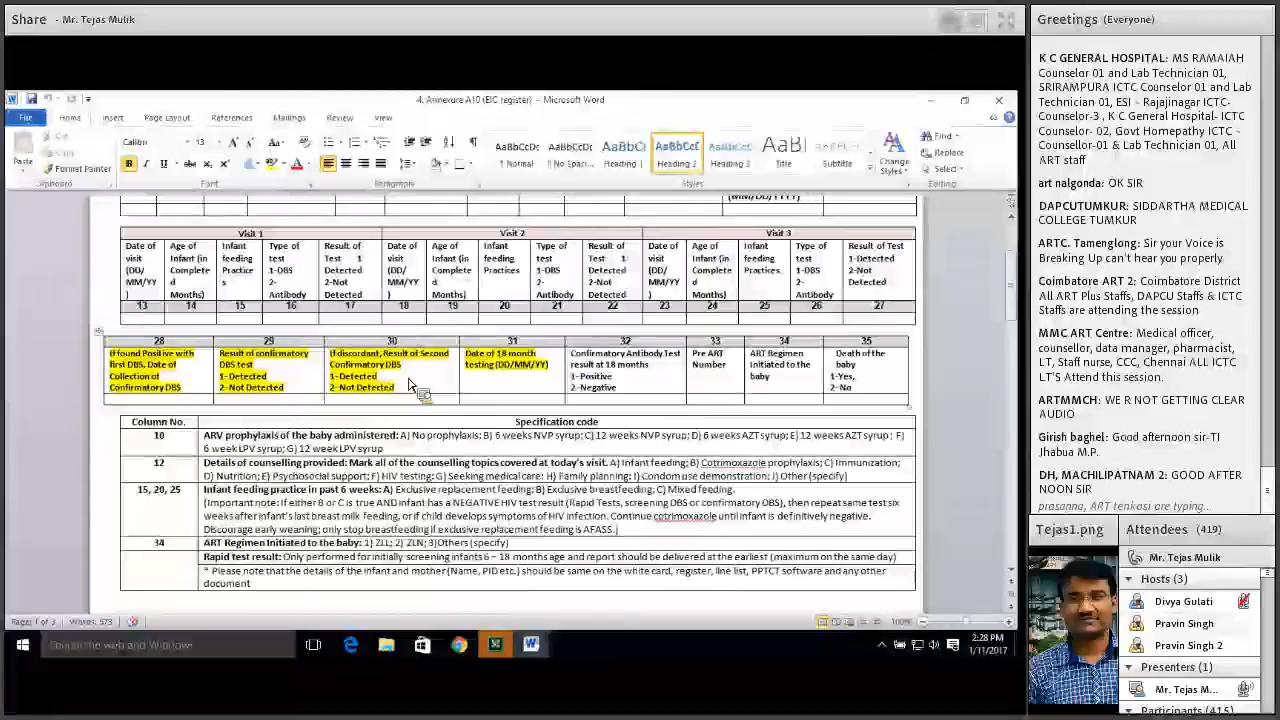 Share - Mr. Tejas Mulik
4. Annexure A10 (EIC register) - Microsoft Word
File Home Insert Page Layout References Mailings Review View
Paste
Format Painter
Clipboard
Calibri 13
Font
Paragraph
AaBbCcDc AaBbCcDc AaBbCc AaBbCcC AaBbCcC AaBl AaBbCcL
¶ Normal ¶ No Spaci... Heading 1 Heading 2 Heading 3 Title Subtitle
Styles
Change Styles
Find
Replace
Select
Editing
(MM/DD/YYYY)
Visit 1 Visit 2 Visit 3
Date of visit (DD/MM/YY) Age of Infant (in Completed Months) Infant feeding Practices Type of test 1-DBS 2-Antibody Result of Test 1 Detected 2-Not Detected Date of visit (DD/MM/YY) Age of Infant (in Completed Months) Infant feeding Practices Type of test 1-DBS 2-Antibody Result of Test 1 Detected 2-Not Detected Date of visit (DD/MM/YY) Age of Infant (in Completed Months) Infant feeding Practices Type of test 1-DBS 2-Antibody Result of Test 1-Detected 2-Not Detected
13 14 15 16 17 18 19 20 21 22 23 24 25 26 27
28 29 30 31 32 33 34 35
If found Positive with first DBS, Date of Collection of Confirmatory DBS
Result of confirmatory DBS test 1-Detected 2-Not Detected
If discordant, Result of Second Confirmatory DBS 1-Detected 2-Not Detected
Date of 18 month testing (DD/MM/YY)
Confirmatory Antibody Test result at 18 months 1-Positive 2-Negative
Pre ART Number
ART Regimen Initiated to the baby
Death of the baby 1-Yes, 2-No
Column No. Specification code
10 ARV prophylaxis of the baby administered: A) No prophylaxis; B) 6 weeks NVP syrup; C) 12 weeks NVP syrup; D) 6 weeks AZT syrup; E) 12 weeks AZT syrup; F)
6 week LPV syrup; G) 12 week LPV syrup
12 Details of counselling provided: Mark all of the counselling topics covered at today's visit. A) Infant feeding; B) Cotrimoxazole prophylaxis; C) Immunization;
D) Nutrition; E) Psychosocial support; F) HIV testing; G) Seeking medical care; H) Family planning; I) Condom use demonstration; J) Other (specify)
15, 20, 25 Infant feeding practice in past 6 weeks: A) Exclusive replacement feeding; B) Exclusive breastfeeding; C) Mixed feeding.
(Important note: If either B or C is true AND infant has a NEGATIVE HIV test result (Rapid Tests, screening DBS or confirmatory DBS), then repeat same test six
weeks after infant's last breast milk feeding, or if child develops symptoms of HIV infection. Continue cotrimoxazole until infant is definitively negative.
Discourage early weaning; only stop breastfeeding if exclusive replacement feeding is AFASS.)
34 ART Regimen Initiated to the baby: 1) ZLL; 2) ZLN; 3)Others (specify)
Rapid test result: Only performed for initially screening infants 6 – 18 months age and report should be delivered at the earliest (maximum on the same day)
* Please note that the details of the infant and mother (Name, PID etc.) should be same on the white card, register, line list, PPTCT software and any other
document
Page: 1 of 3 Words: 573
100%
Search the web and Windows
2:28 PM
1/11/2017
Greetings (Everyone)
K C GENERAL HOSPITAL: MS RAMAIAH
Counselor 01 and Lab Technician 01,
SRIRAMPURA ICTC Counselor 01 and Lab
Technician 01, ESI - Rajajinagar ICTC-
Counselor-3 , K C General Hospital- ICTC
Counselor- 02, Govt Homepathy ICTC -
Counsellor-01 & Lab Technician 01, All
ART staff
art nalgonda: OK SIR
DAPCUTUMKUR: SIDDARTHA MEDICAL
COLLEGE TUMKUR
ARTC. Tamenglong: Sir your Voice is
Breaking Up can't hear you properly
Coimbatore ART 2: Coimbatore District
All ART Plus Staffs, DAPCU Staffs & ICTC
Staffs are attending the session
MMC ART Centre: Medical officer,
counsellor, data manager, pharmacist,
LT, Staff nurse, CCC, Chennai ALL ICTC
LT'S Attend this session.
ARTMMCH: WE R NOT GETTING CLEAR
AUDIO
Girish baghel: Good afternoon sir-TI
Jhabua M.P.
DH, MACHILIPATNAM 2: GOOD AFTER
NOON SIR
prasanna, ART tenkasi are typing...
Tejas1.png
Attendees (419)
Mr. Tejas Mulik
Hosts (3)
Divya Gulati
Pravin Singh
Pravin Singh 2
Presenters (1)
Mr. Tejas M...
Participants (415)